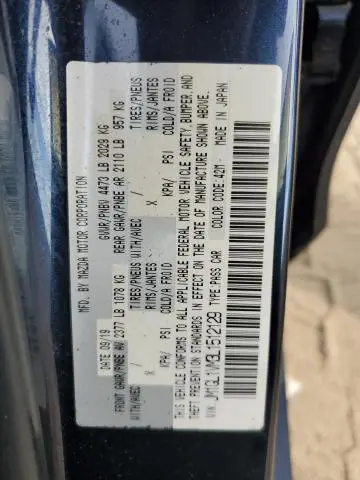 MFD. BY MAZDA MOTOR CORPORATION
DATE 09/19 GVWR/PNBV 4473 LB 2029 KG
FRONT GAWR/PNBE AV 2377 LB 1078 KG REAR GAWR/PNBE AR 2110 LB 957 KG
WITH/AVEC TIRES/PNEUS WITH/AVEC / TIRES/PNEUS
X RIMS/JANTES X RIMS/JANTES
KPA/ PSI COLD/A FROID KPA/ PSI COLD/A FROID
THIS VEHICLE CONFORMS TO ALL APPLICABLE FEDERAL MOTOR VEHICLE SAFETY, BUMPER, AND
THEFT PREVENTION STANDARDS IN EFFECT ON THE DATE OF MANUFACTURE SHOWN ABOVE.
TYPE: PASS CAR COLOR CODE: 42M MADE IN JAPAN
VIN: JM1GL1VM3L1512129